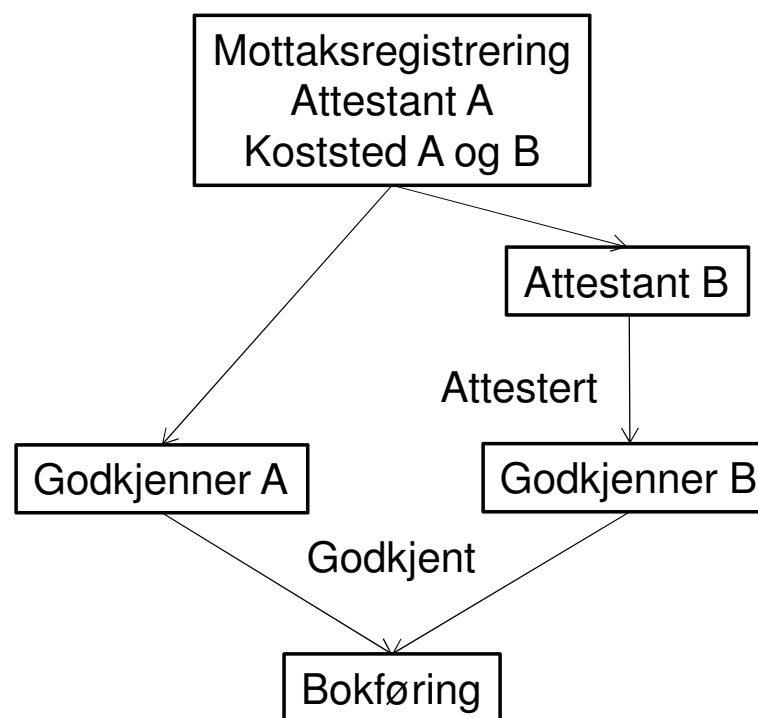 Mottaksregistrering
Attestant A
Koststed A og B
Attestant B
Attestert
Godkjenner A
Godkjenner B
Godkjent
Bokføring